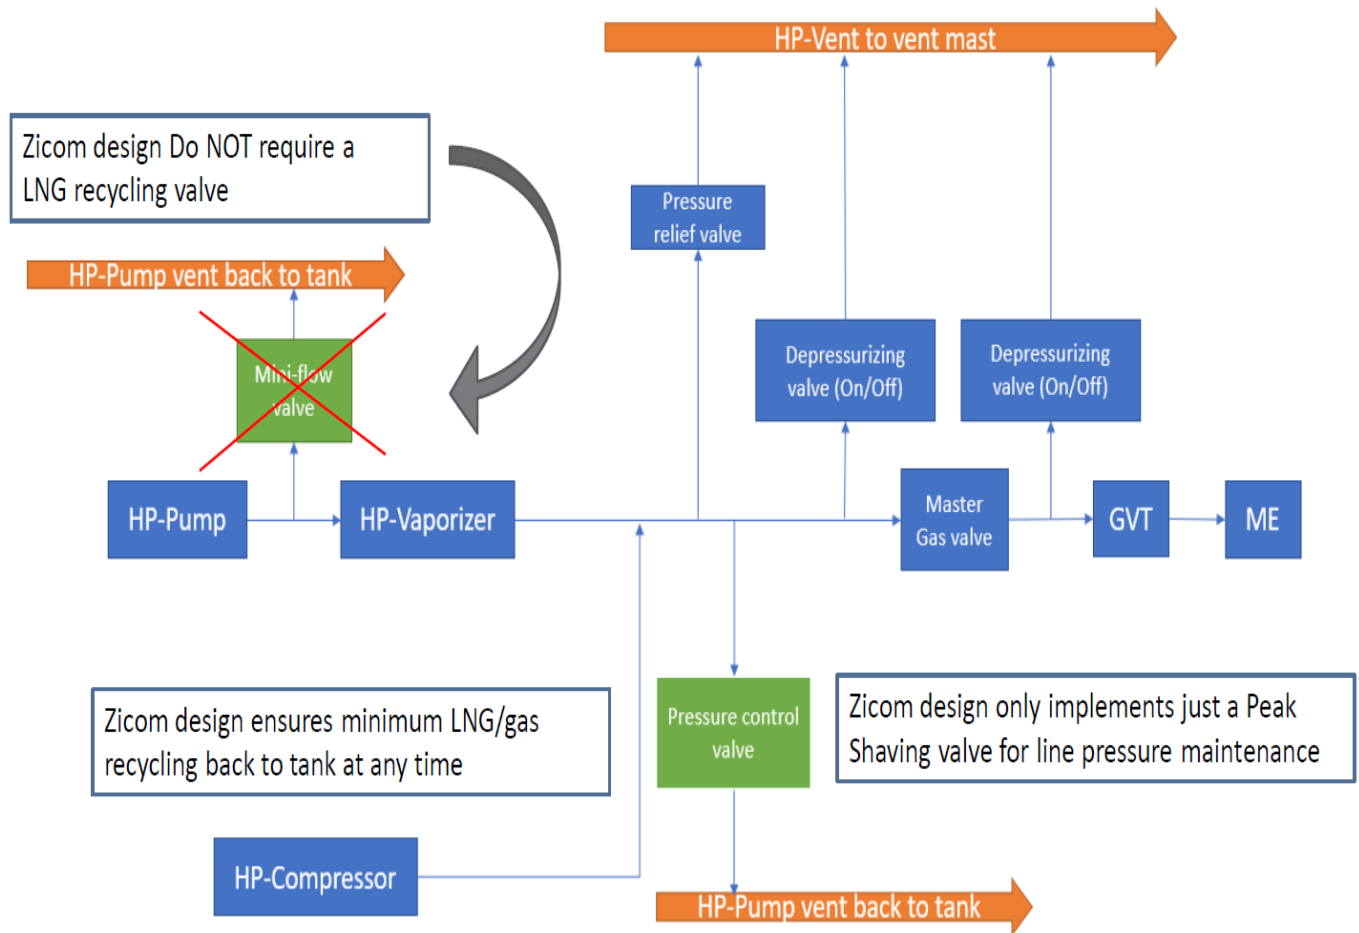 HP-Vent to vent mast
Zicom design Do NOT require a
LNG recycling valve
Pressure
relief valve
HP-Pump vent back to tank
Mini-flow
valve
Depressurizing
valve (On/Off)
Depressurizing
valve (On/Off)
HP-Pump
HP-Vaporizer
Master
Gas valve
GVT
ME
Zicom design ensures minimum LNG/gas
recycling back to tank at any time
Pressure control
valve
Zicom design only implements just a Peak
Shaving valve for line pressure maintenance
HP-Compressor
HP-Pump vent back to tank